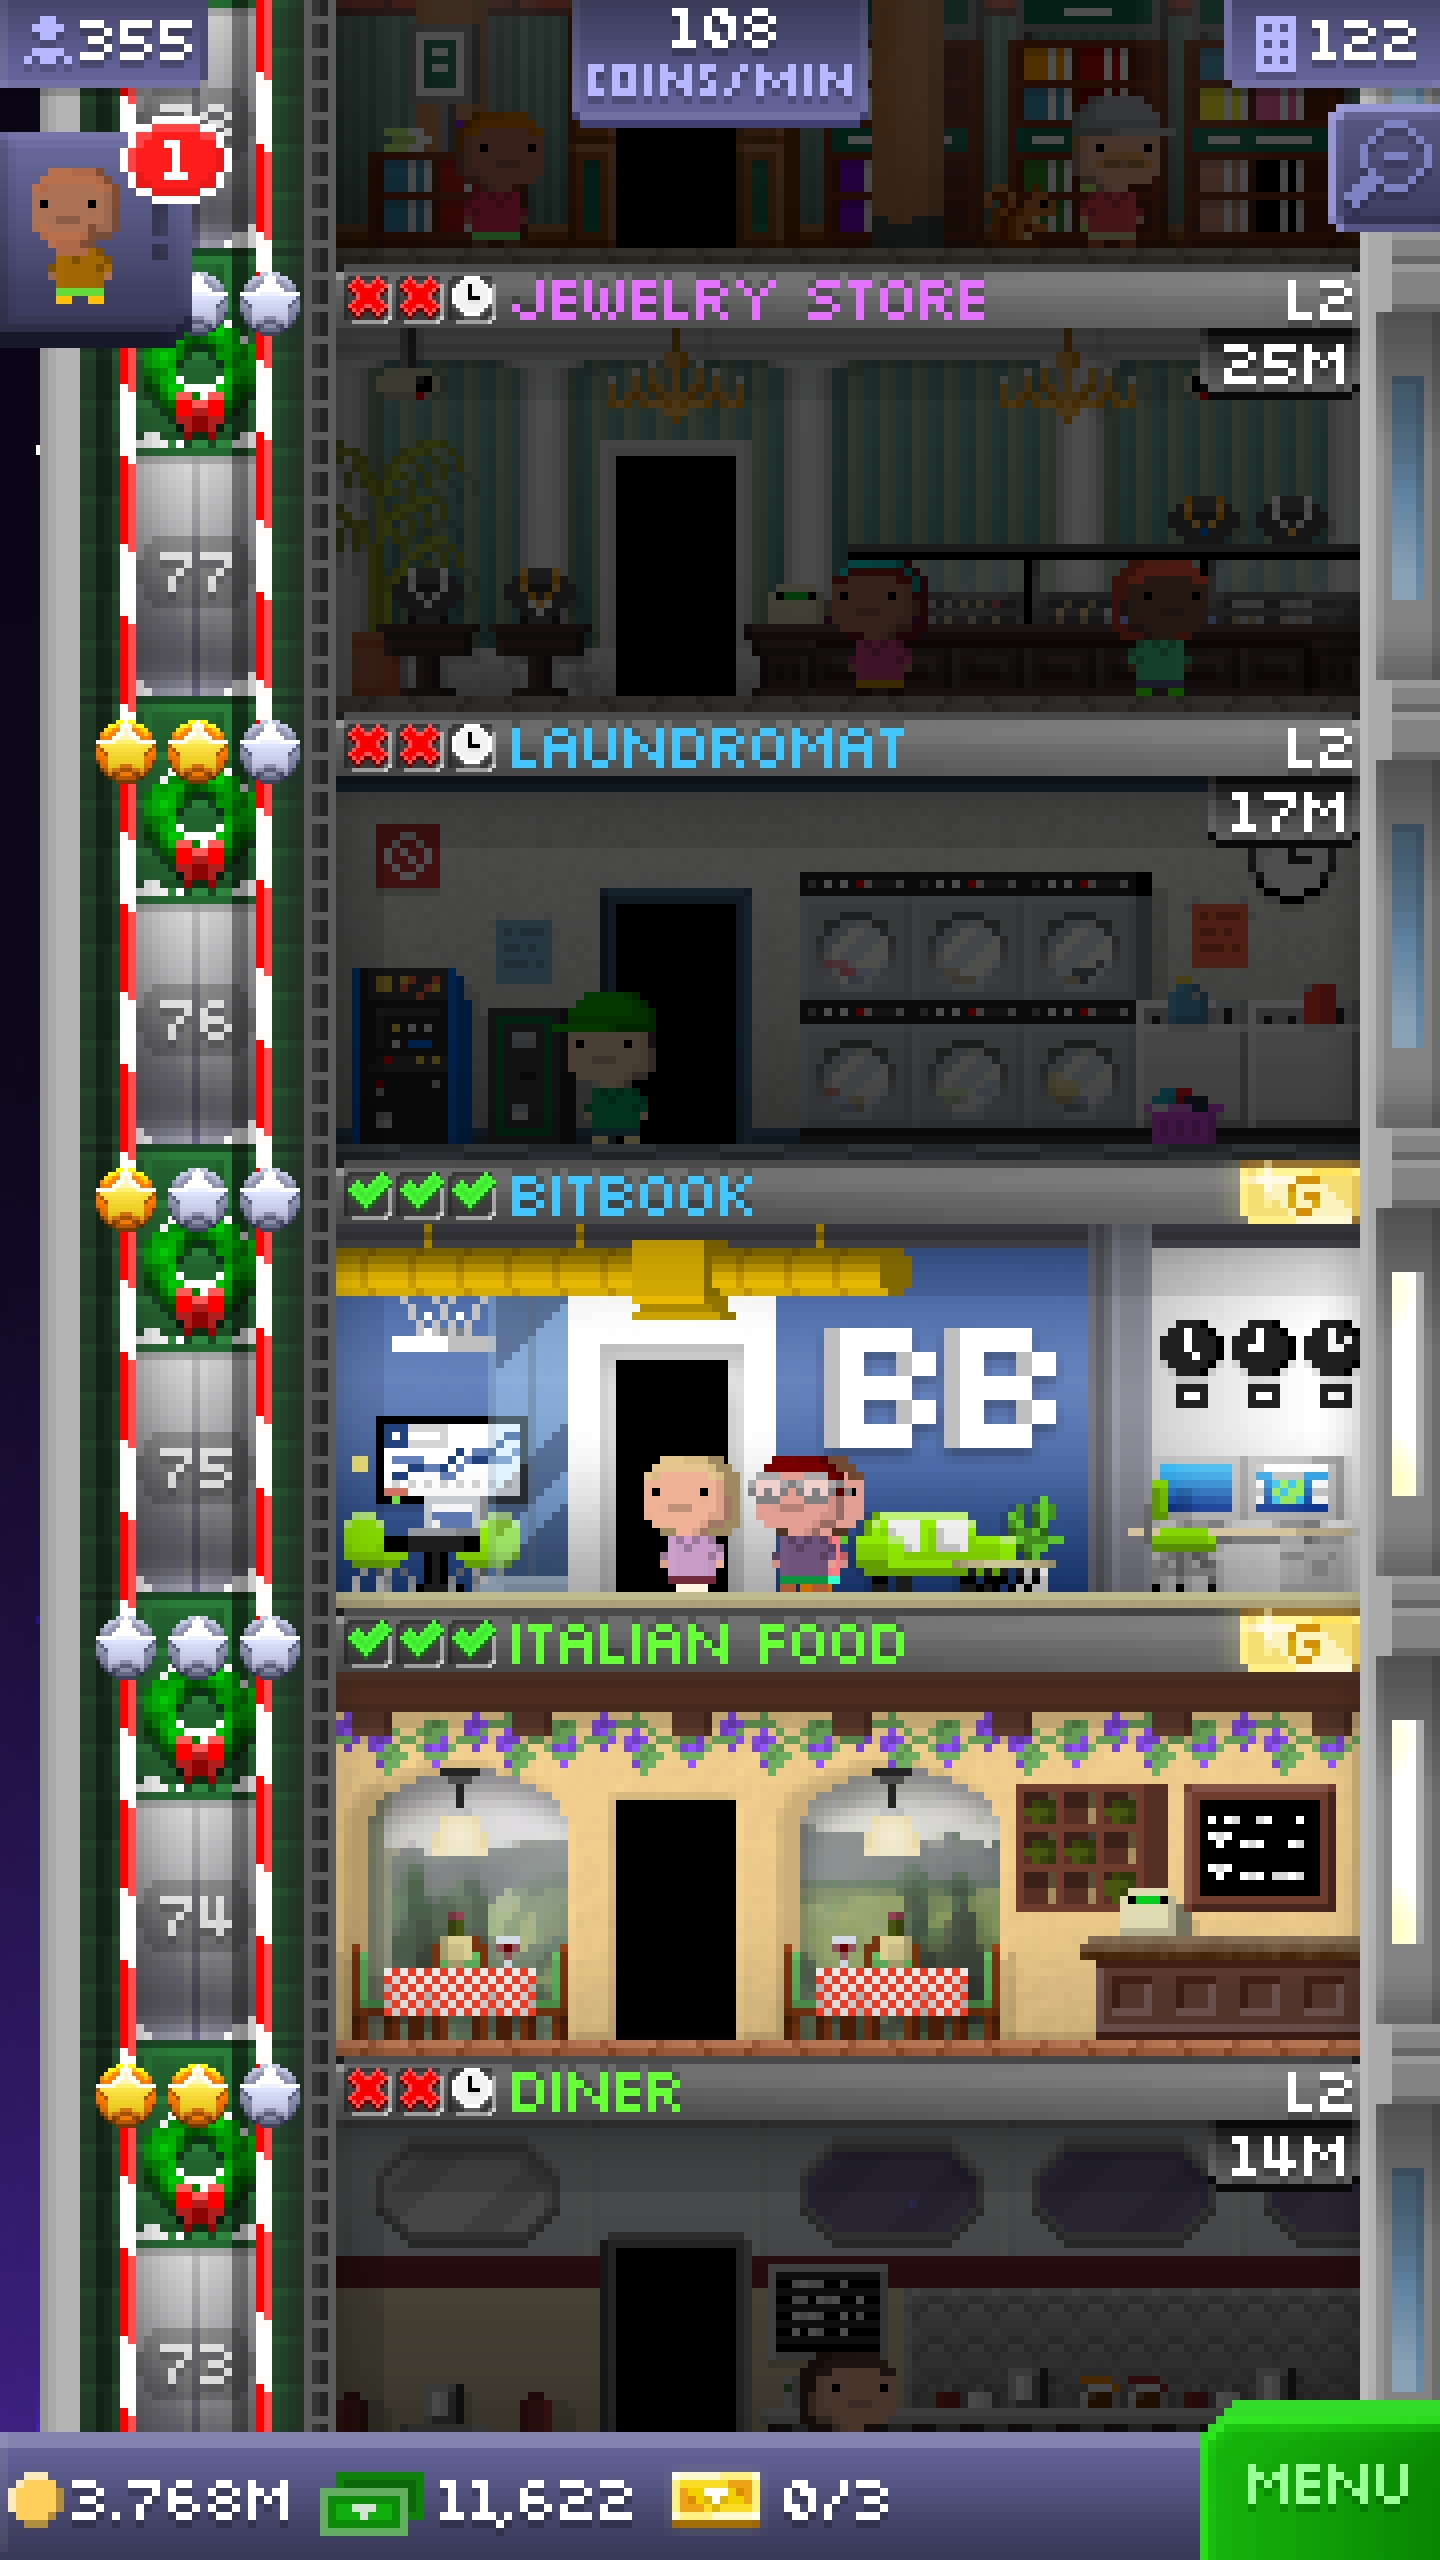 355
108
COINS/MIN
122
1
JEWELRY STORE L2
25M
77
LAUNDROMAT L2
17M
76
BITBOOK G
BB
75
ITALIAN FOOD G
74
DINER L2
14M
73
3.768M 11,622 0/3
MENU